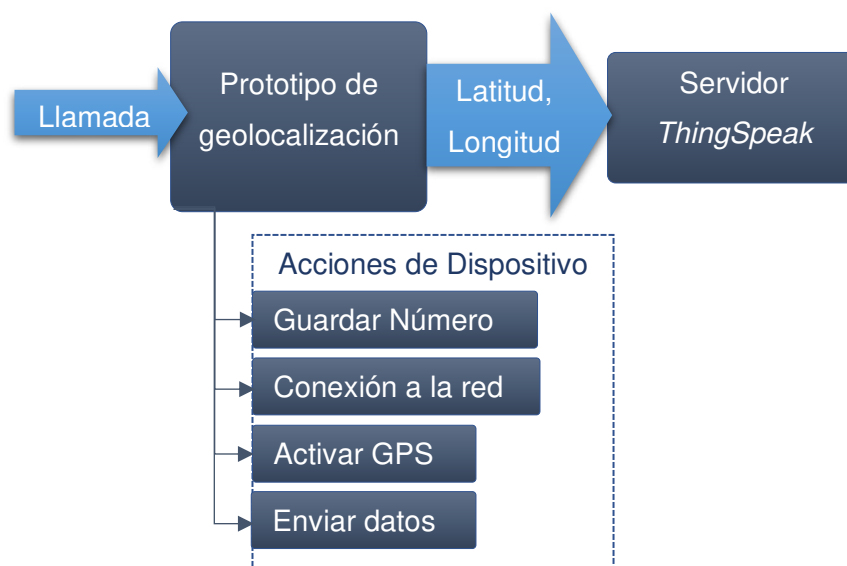 Llamada
Prototipo de
geolocalización
Latitud,
Longitud
Servidor
ThingSpeak
Acciones de Dispositivo
Guardar Número
Conexión a la red
Activar GPS
Enviar datos